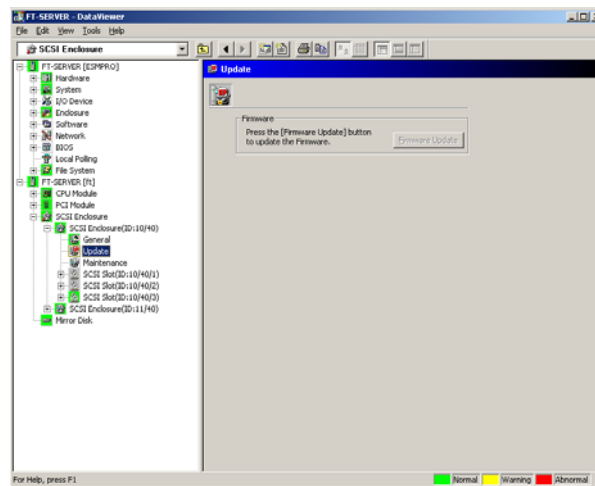 FT-SERVER - DataViewer
File Edit View Tools Help
SCSI Enclosure
FT-SERVER [ESMPRO]
Hardware
System
I/O Device
Enclosure
Software
Network
BIOS
Local Polling
File System
FT-SERVER [ft]
CPU Module
PCI Module
SCSI Enclosure
SCSI Enclosure(ID:10/40)
General
Update
Maintenance
SCSI Slot(ID:10/40/1)
SCSI Slot(ID:10/40/2)
SCSI Slot(ID:10/40/3)
SCSI Enclosure(ID:11/40)
Mirror Disk
Update
Firmware
Press the [Firmware Update] button
to update the Firmware.
Firmware Update
For Help, press F1
Normal Warning Abnormal